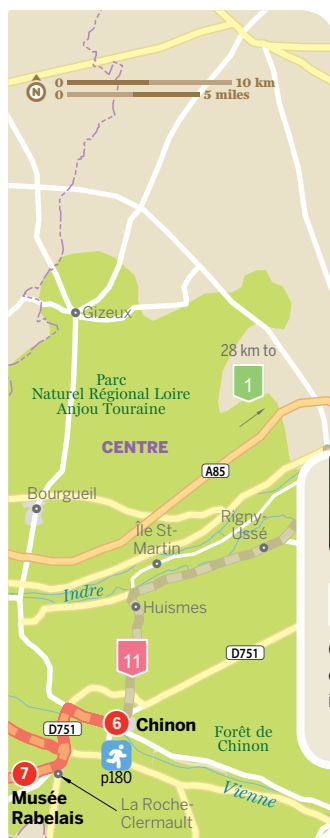 0 10 km
N
0 5 miles
Gizeux
28 km to
1
Parc
Naturel Régional Loire
Anjou Touraine
CENTRE
A85
Bourgueil
Rigny-
Ussé
Île St-
Martin
Indre
Huismes
11
D751
D751
6 Chinon
Forêt de
Chinon
p180
7
Musée
Rabelais
La Roche-
Clermault
Vienne